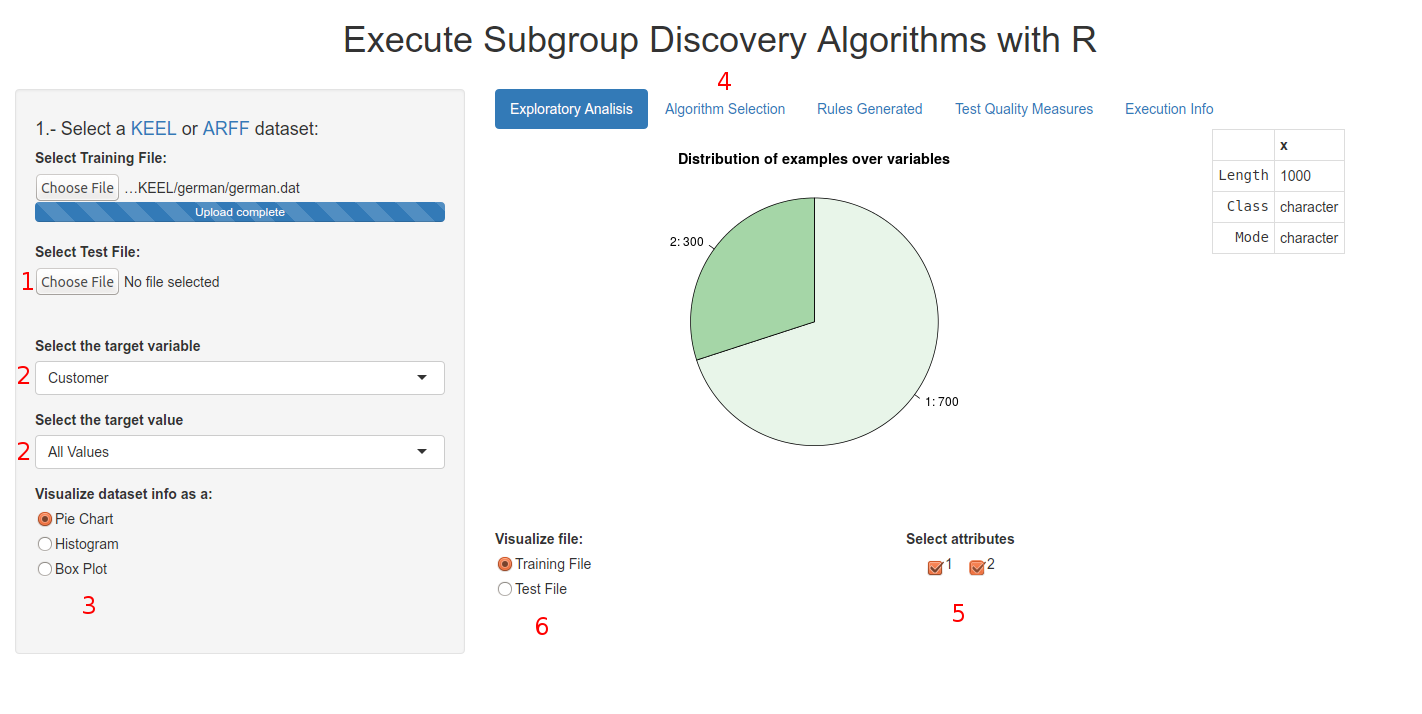 Execute Subgroup Discovery Algorithms with R
1.- Select a KEEL or ARFF dataset:
Select Training File:
Choose File …KEEL/german/german.dat
Upload complete
Select Test File:
1 Choose File No file selected
Select the target variable
2 Customer
Select the target value
2 All Values
Visualize dataset info as a:
Pie Chart
Histogram
Box Plot
3
4
Exploratory Analisis Algorithm Selection Rules Generated Test Quality Measures Execution Info
Distribution of examples over variables
2: 300
1: 700
x
Length 1000
Class character
Mode character
Visualize file:
Training File
Test File
6
Select attributes
1 2
5